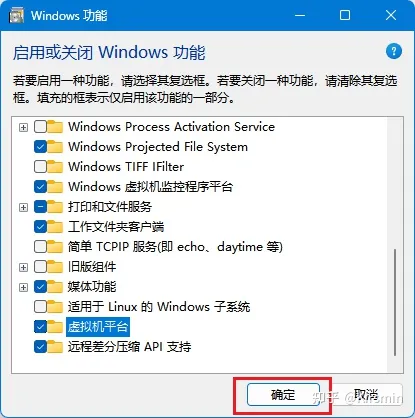 Windows 功能
启用或关闭 Windows 功能
若要启用一种功能，请选择其复选框。若要关闭一种功能，请清除其复选
框。填充的框表示仅启用该功能的一部分。
Windows Process Activation Service
Windows Projected File System
Windows TIFF IFilter
Windows 虚拟机监控程序平台
打印和文件服务
工作文件夹客户端
简单 TCPIP 服务(即 echo、daytime 等)
旧版组件
媒体功能
适用于 Linux 的 Windows 子系统
虚拟机平台
远程差分压缩 API 支持
确定
取消